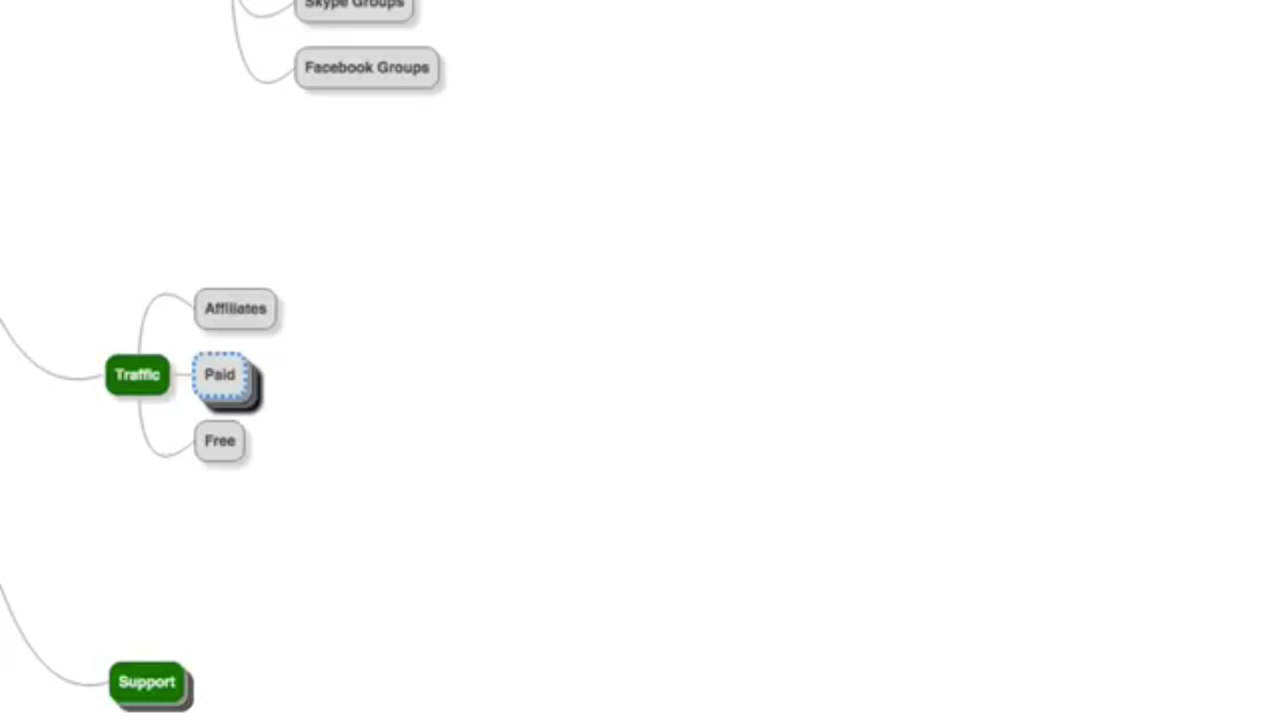 Skype Groups
Facebook Groups
Affiliates
Traffic
Paid
Free
Support